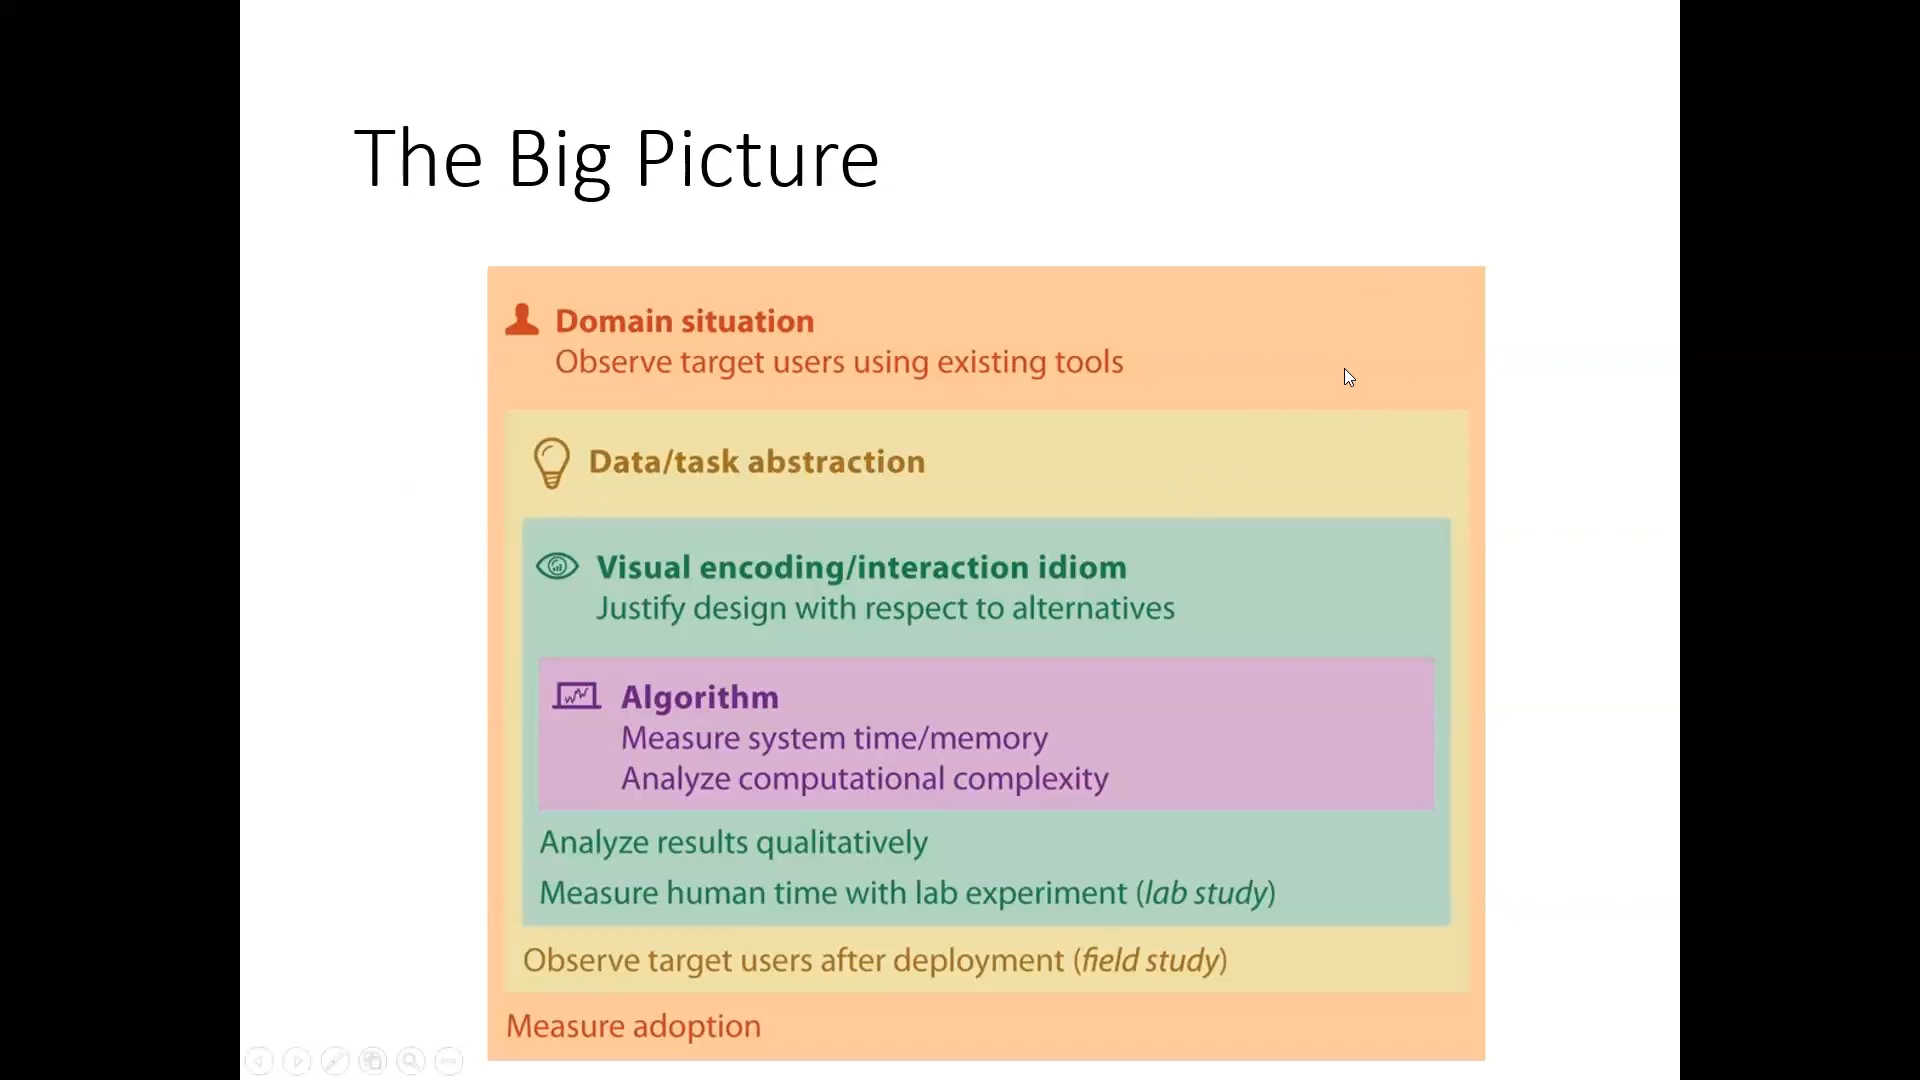 The Big Picture
Domain situation
Observe target users using existing tools
Data/task abstraction
Visual encoding/interaction idiom
Justify design with respect to alternatives
Algorithm
Measure system time/memory
Analyze computational complexity
Analyze results qualitatively
Measure human time with lab experiment (lab study)
Observe target users after deployment (field study)
Measure adoption